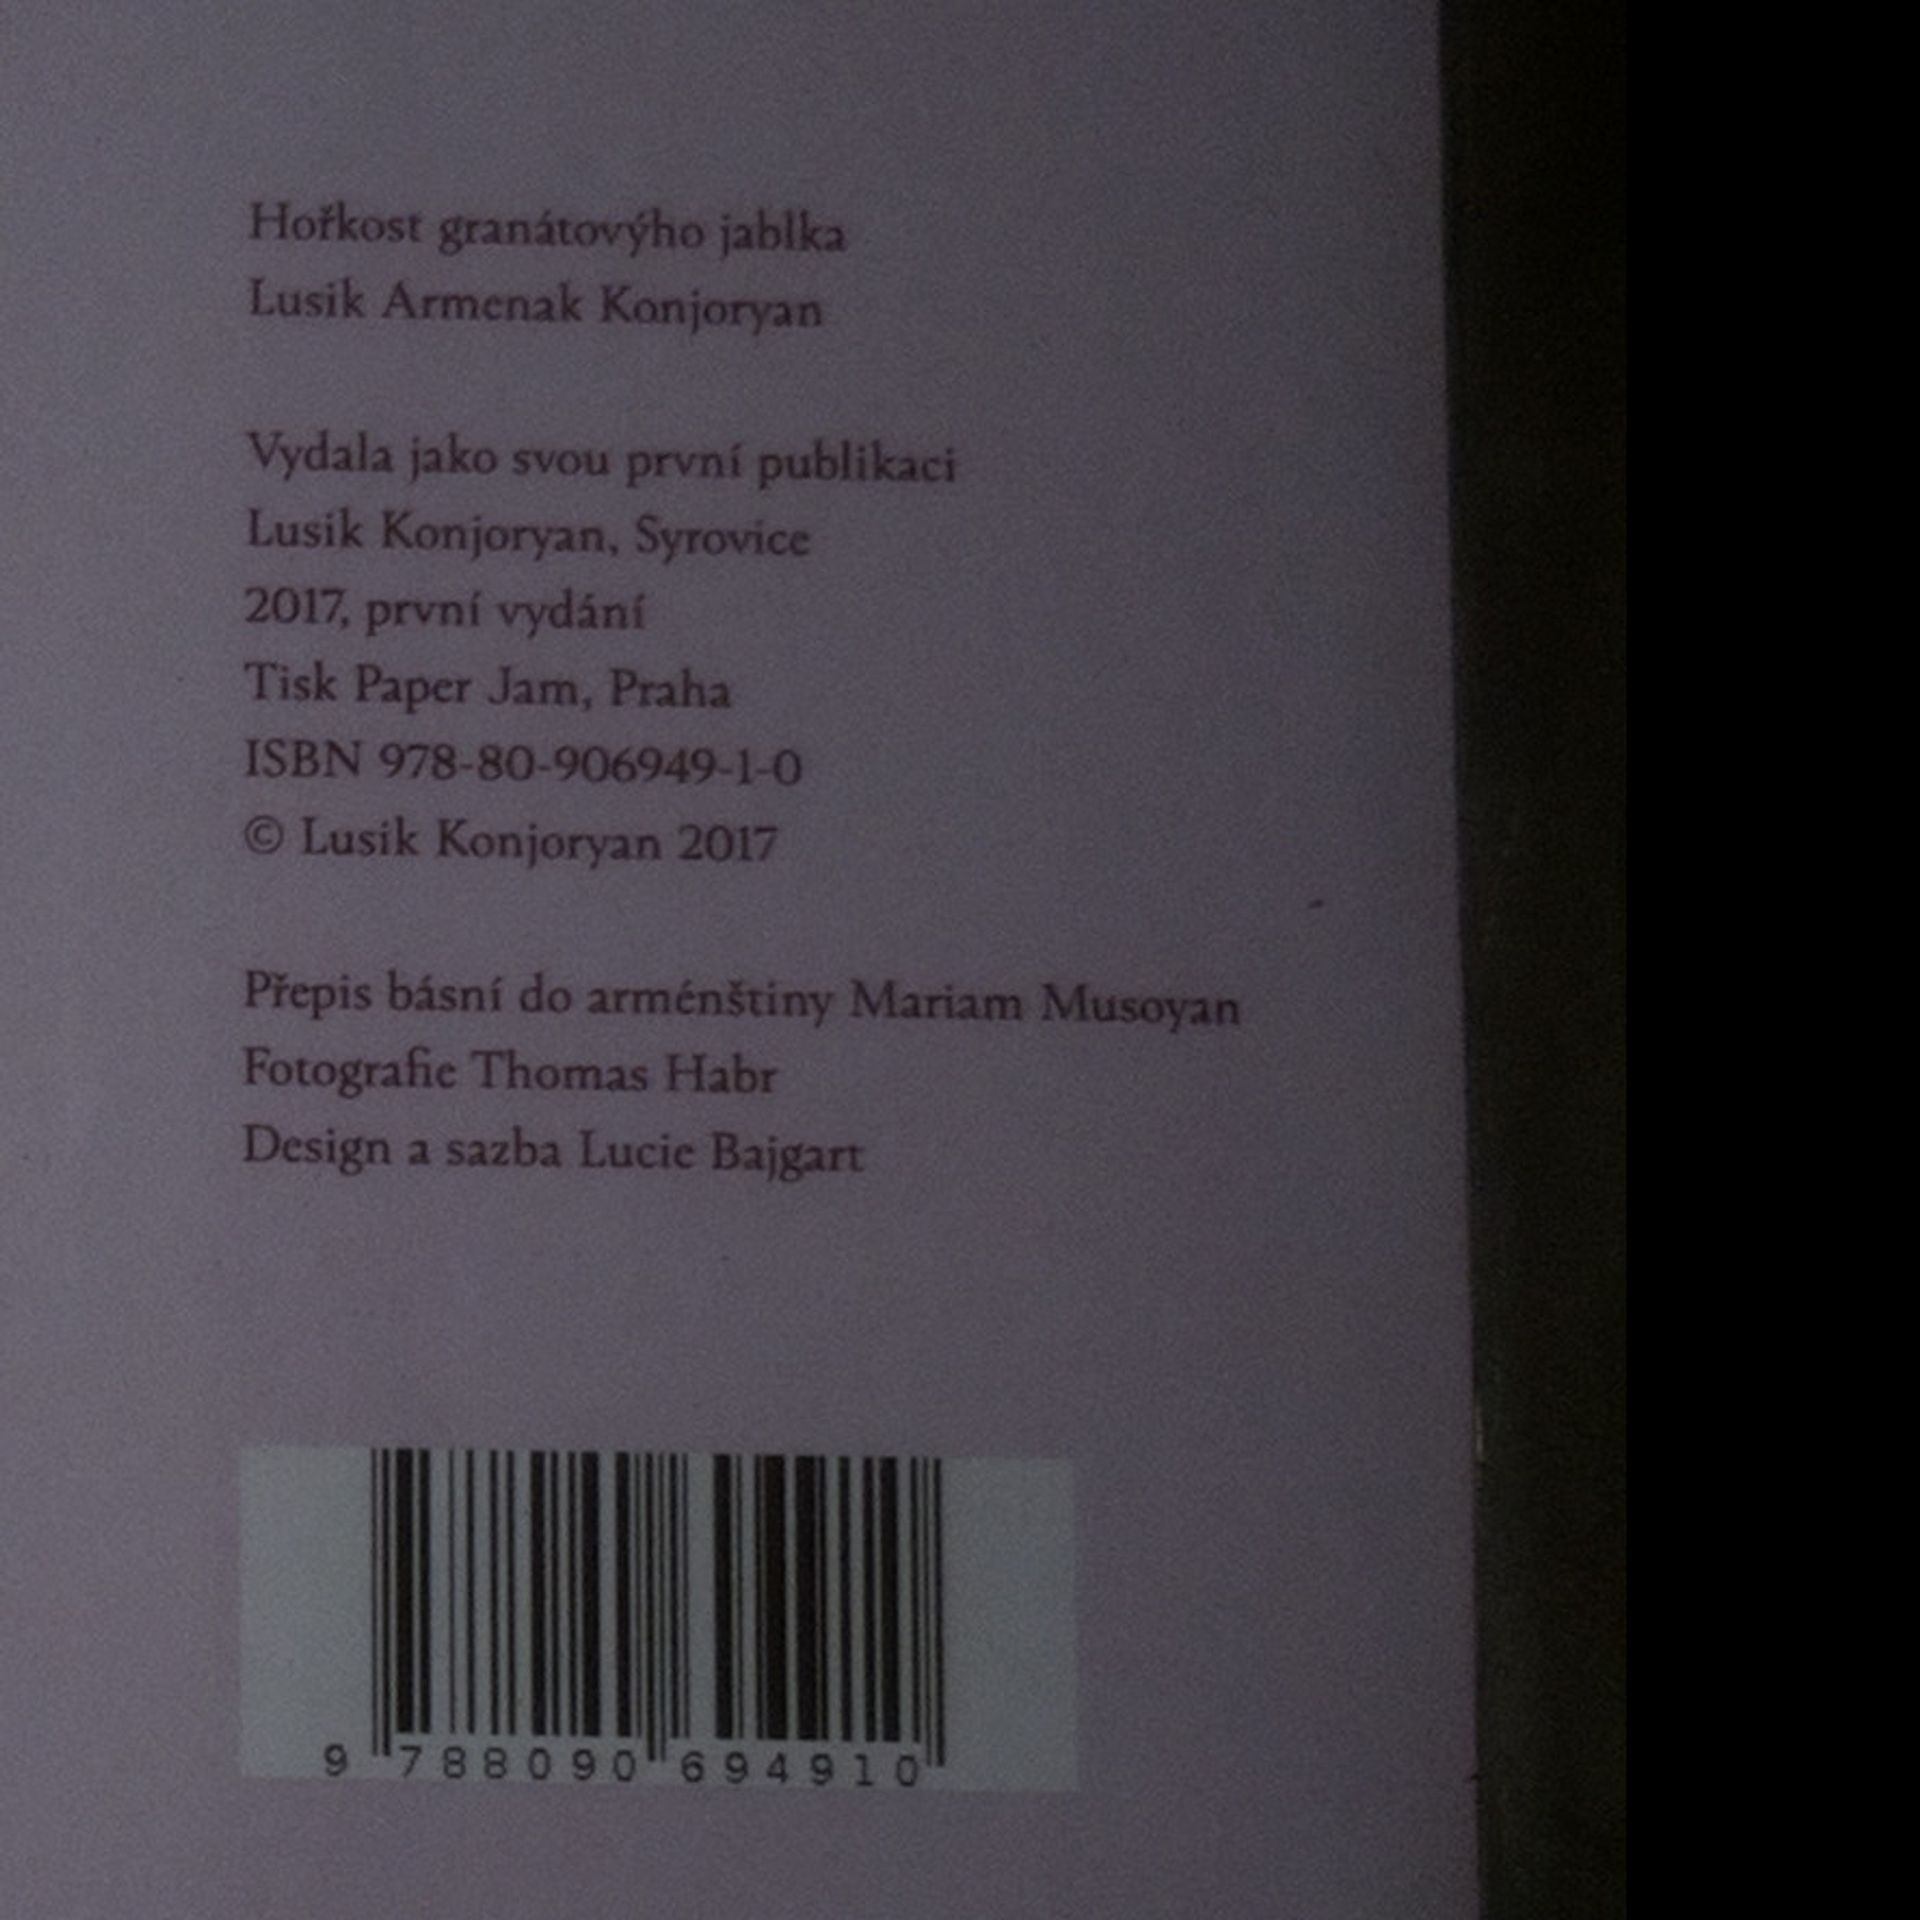 Hořkost granátovýho jablka
Lusik Armenak Konjoryan
Vydala jako svou první publikaci
Lusik Konjoryan, Syrovice
2017, první vydání
Tisk Paper Jam, Praha
ISBN 978-80-906949-1-0
© Lusik Konjoryan 2017
Přepis básní do arménštiny Mariam Musoyan
Fotografie Thomas Habr
Design a sazba Lucie Bajgart
9 788090 694910